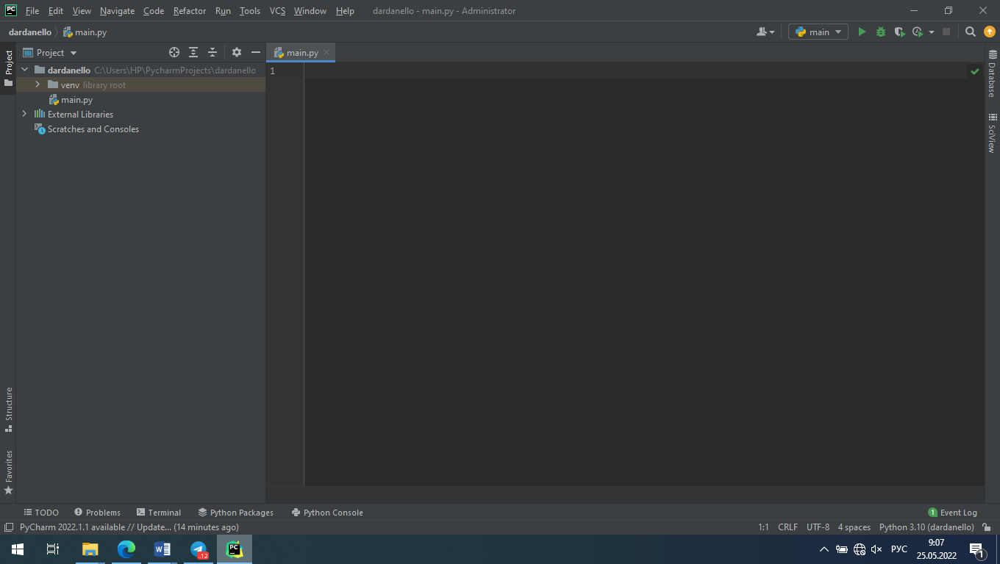 PC File Edit View Navigate Code Refactor Run Tools VCS Window Help dardanello - main.py - Administrator
dardanello main.py main
Project
Project main.py
dardanello C:\Users\HP\PycharmProjects\dardanello 1
venv library root
main.py
External Libraries
Scratches and Consoles
Database
SciView
Structure
Favorites
TODO Problems Terminal Python Packages Python Console 1 Event Log
PyCharm 2022.1.1 available // Update... (14 minutes ago) 1:1 CRLF UTF-8 4 spaces Python 3.10 (dardanello)
W ..12 PC РУС 9:07
25.05.2022 1